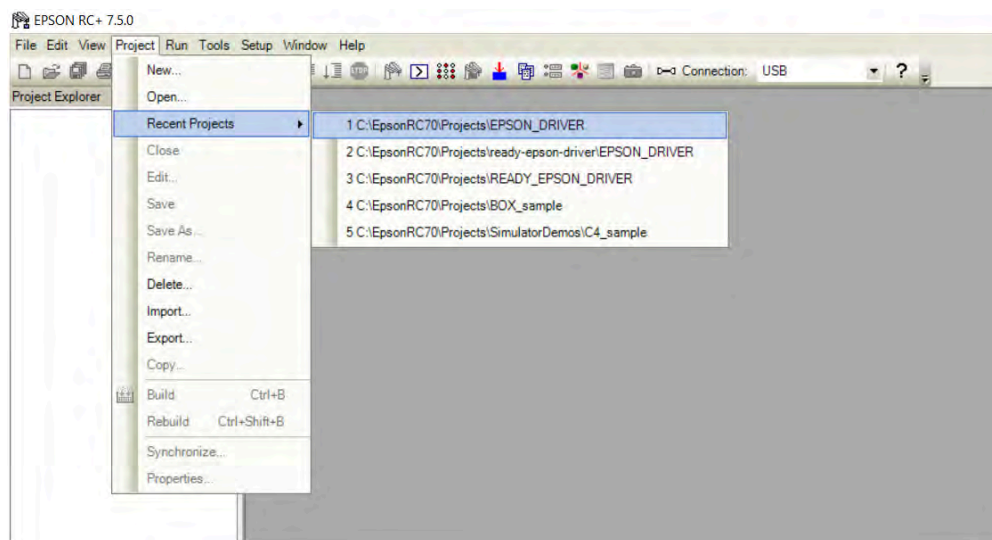 EPSON RC+ 7.5.0
File Edit View Project Run Tools Setup Window Help
Connection: USB
Project Explorer
New...
Open...
Recent Projects
Close
Edit...
Save
Save As...
Rename...
Delete...
Import...
Export...
Copy...
Build Ctrl+B
Rebuild Ctrl+Shift+B
Synchronize...
Properties...
1 C:\EpsonRC70\Projects\EPSON_DRIVER
2 C:\EpsonRC70\Projects\ready-epson-driver\EPSON_DRIVER
3 C:\EpsonRC70\Projects\READY_EPSON_DRIVER
4 C:\EpsonRC70\Projects\BOX_sample
5 C:\EpsonRC70\Projects\SimulatorDemos\C4_sample